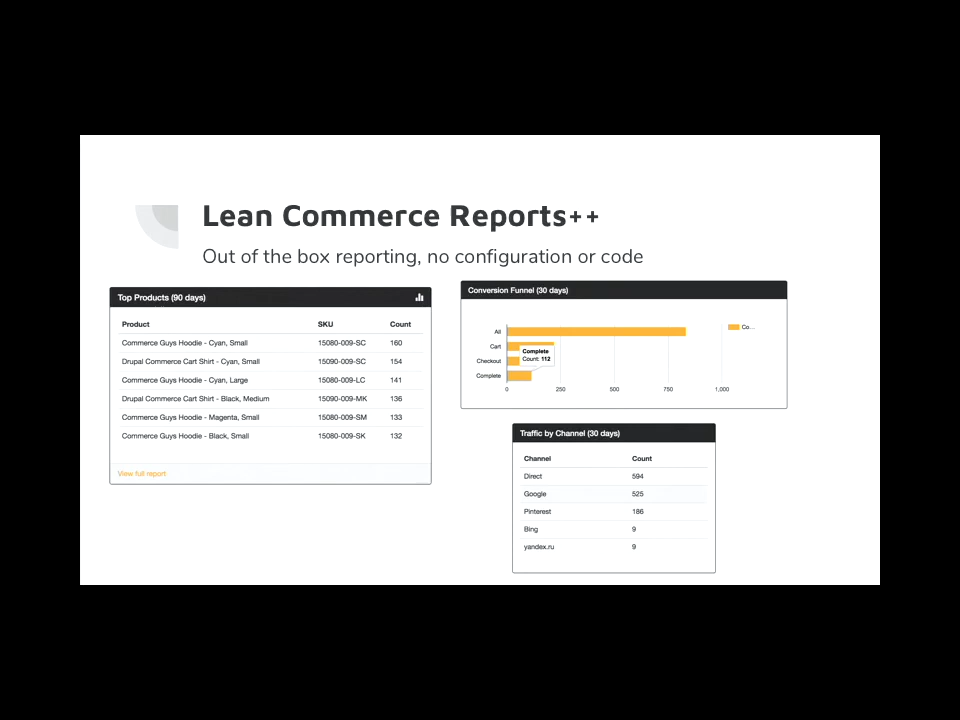 Lean Commerce Reports++
Out of the box reporting, no configuration or code
Top Products (90 days)
Product SKU Count
Commerce Guys Hoodie - Cyan, Small 15080-009-SC 160
Drupal Commerce Cart Shirt - Cyan, Small 15090-009-SC 154
Commerce Guys Hoodie - Cyan, Large 15080-009-LC 141
Drupal Commerce Cart Shirt - Black, Medium 15090-009-MK 136
Commerce Guys Hoodie - Magenta, Small 15080-009-SM 133
Commerce Guys Hoodie - Black, Small 15080-009-SK 132
View full report
Conversion Funnel (30 days)
All
Cart
Checkout
Complete
Complete
Count: 112
0 250 500 750 1,000
Co...
Traffic by Channel (30 days)
Channel Count
Direct 594
Google 525
Pinterest 186
Bing 9
yandex.ru 9